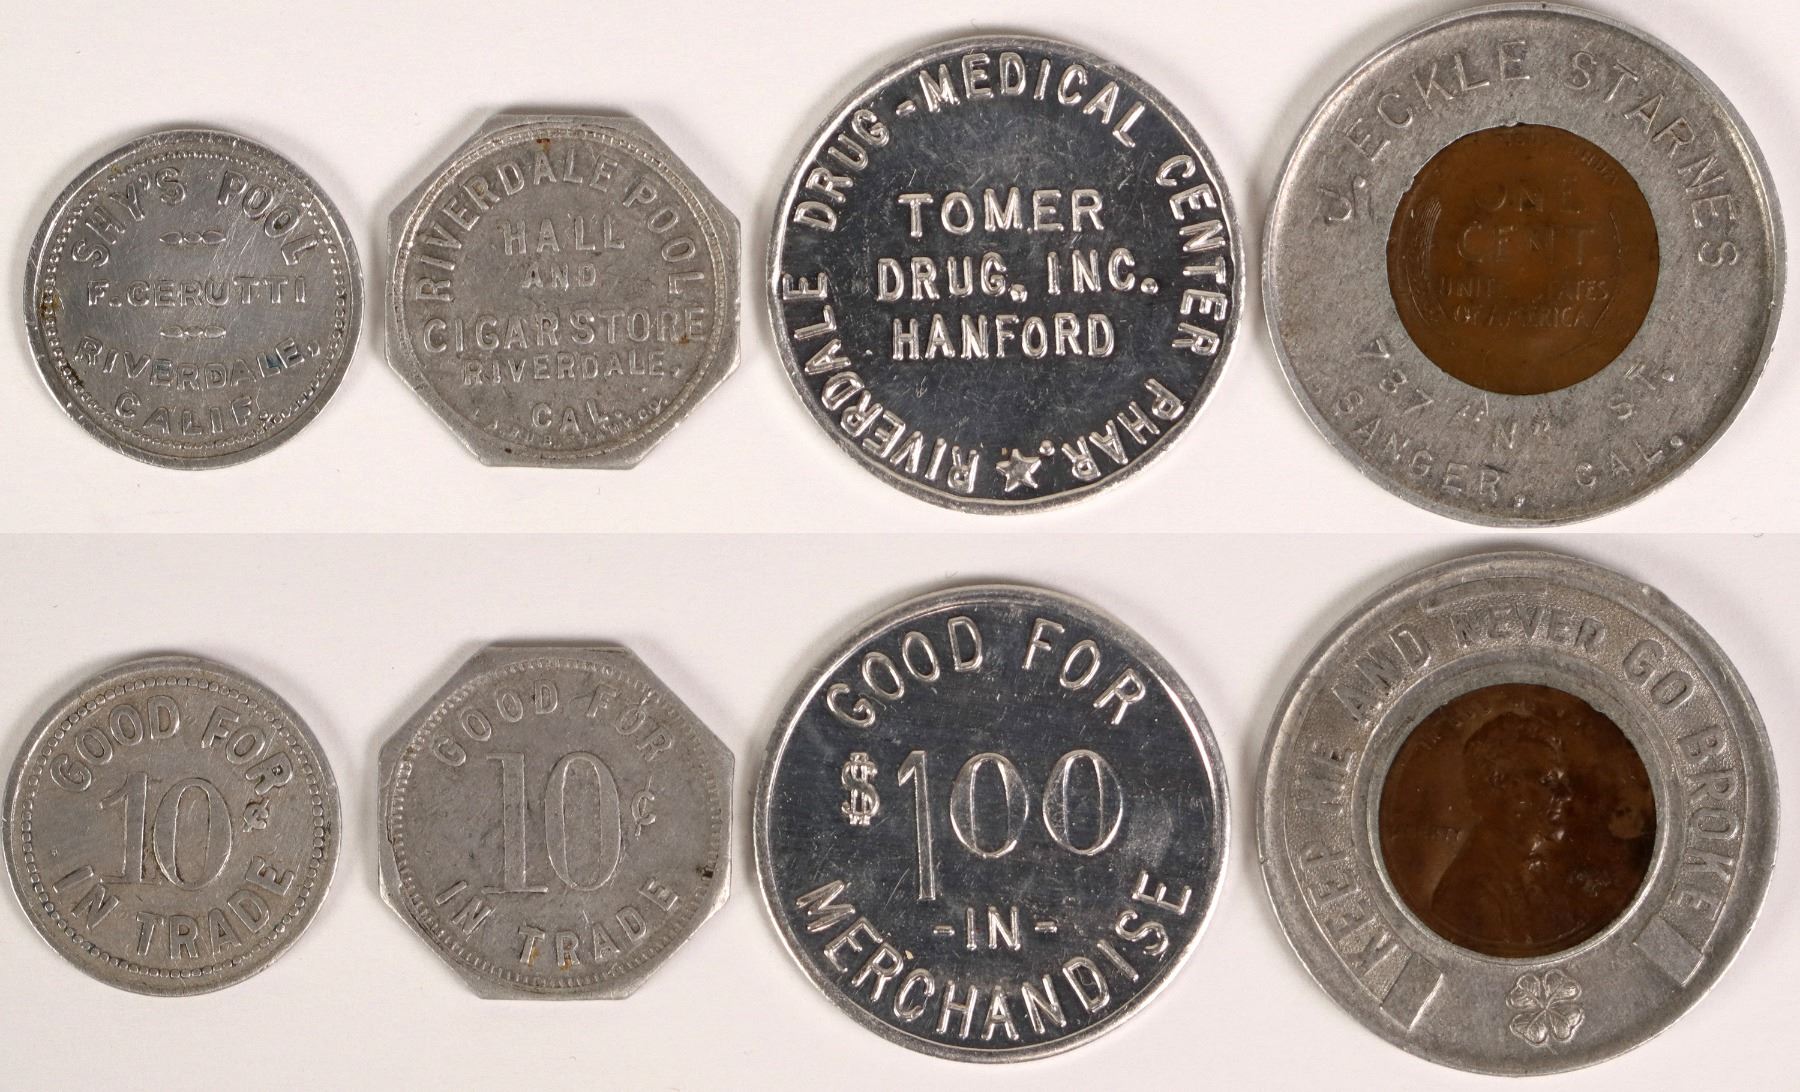 SHY'S POOL
F. CERUTTI
RIVERDALE,
CALIF.
RIVERDALE POOL
HALL
AND
CIGAR STORE
RIVERDALE,
CAL.
RIVERDALE DRUG-MEDICAL CENTER PHAR.
TOMER
DRUG, INC.
HANFORD
ECKLE STARNES
ONE
CENT
UNITED STATES
OF AMERICA
737 "N" ST.
SANGER, CAL.
GOOD FOR
10¢
IN TRADE
GOOD FOR
10¢
IN TRADE
GOOD FOR
$100
-IN-
MERCHANDISE
KEEP ME AND NEVER GO BROKE
LIBERTY